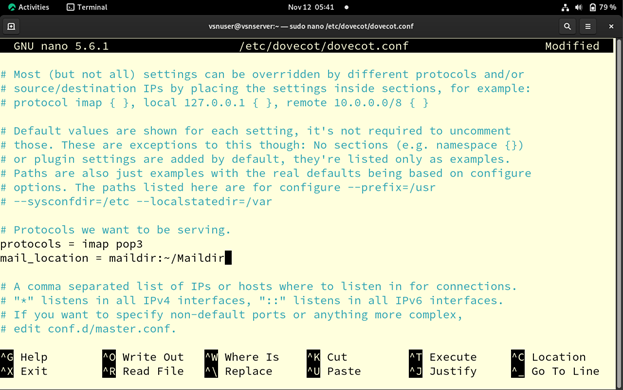 Activities Terminal Nov 12 05:41 79 %
vsnuser@vsnserver:~ — sudo nano /etc/dovecot/dovecot.conf
GNU nano 5.6.1 /etc/dovecot/dovecot.conf Modified
# Most (but not all) settings can be overridden by different protocols and/or
# source/destination IPs by placing the settings inside sections, for example:
# protocol imap { }, local 127.0.0.1 { }, remote 10.0.0.0/8 { }
# Default values are shown for each setting, it's not required to uncomment
# those. These are exceptions to this though: No sections (e.g. namespace {})
# or plugin settings are added by default, they're listed only as examples.
# Paths are also just examples with the real defaults being based on configure
# options. The paths listed here are for configure --prefix=/usr
# --sysconfdir=/etc --localstatedir=/var
# Protocols we want to be serving.
protocols = imap pop3
mail_location = maildir:~/Maildir
# A comma separated list of IPs or hosts where to listen in for connections.
# "*" listens in all IPv4 interfaces, "::" listens in all IPv6 interfaces.
# If you want to specify non-default ports or anything more complex,
# edit conf.d/master.conf.
^G Help ^O Write Out ^W Where Is ^K Cut ^T Execute ^C Location
^X Exit ^R Read File ^\ Replace ^U Paste ^J Justify ^_ Go To Line